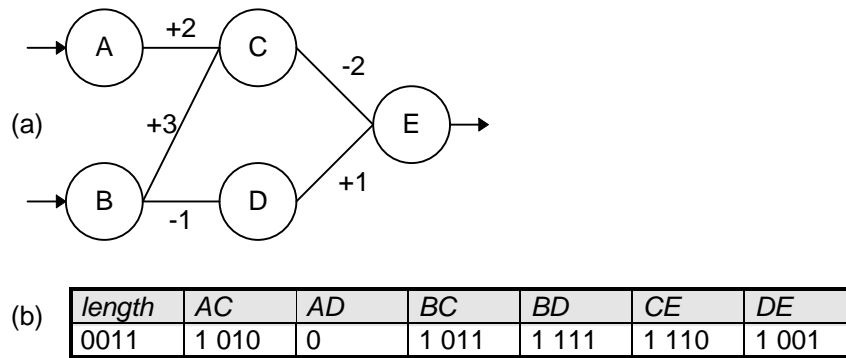 A +2 C
-2
(a) +3 E
+1
B -1 D
(b) length AC AD BC BD CE DE
0011 1 010 0 1 011 1 111 1 110 1 001